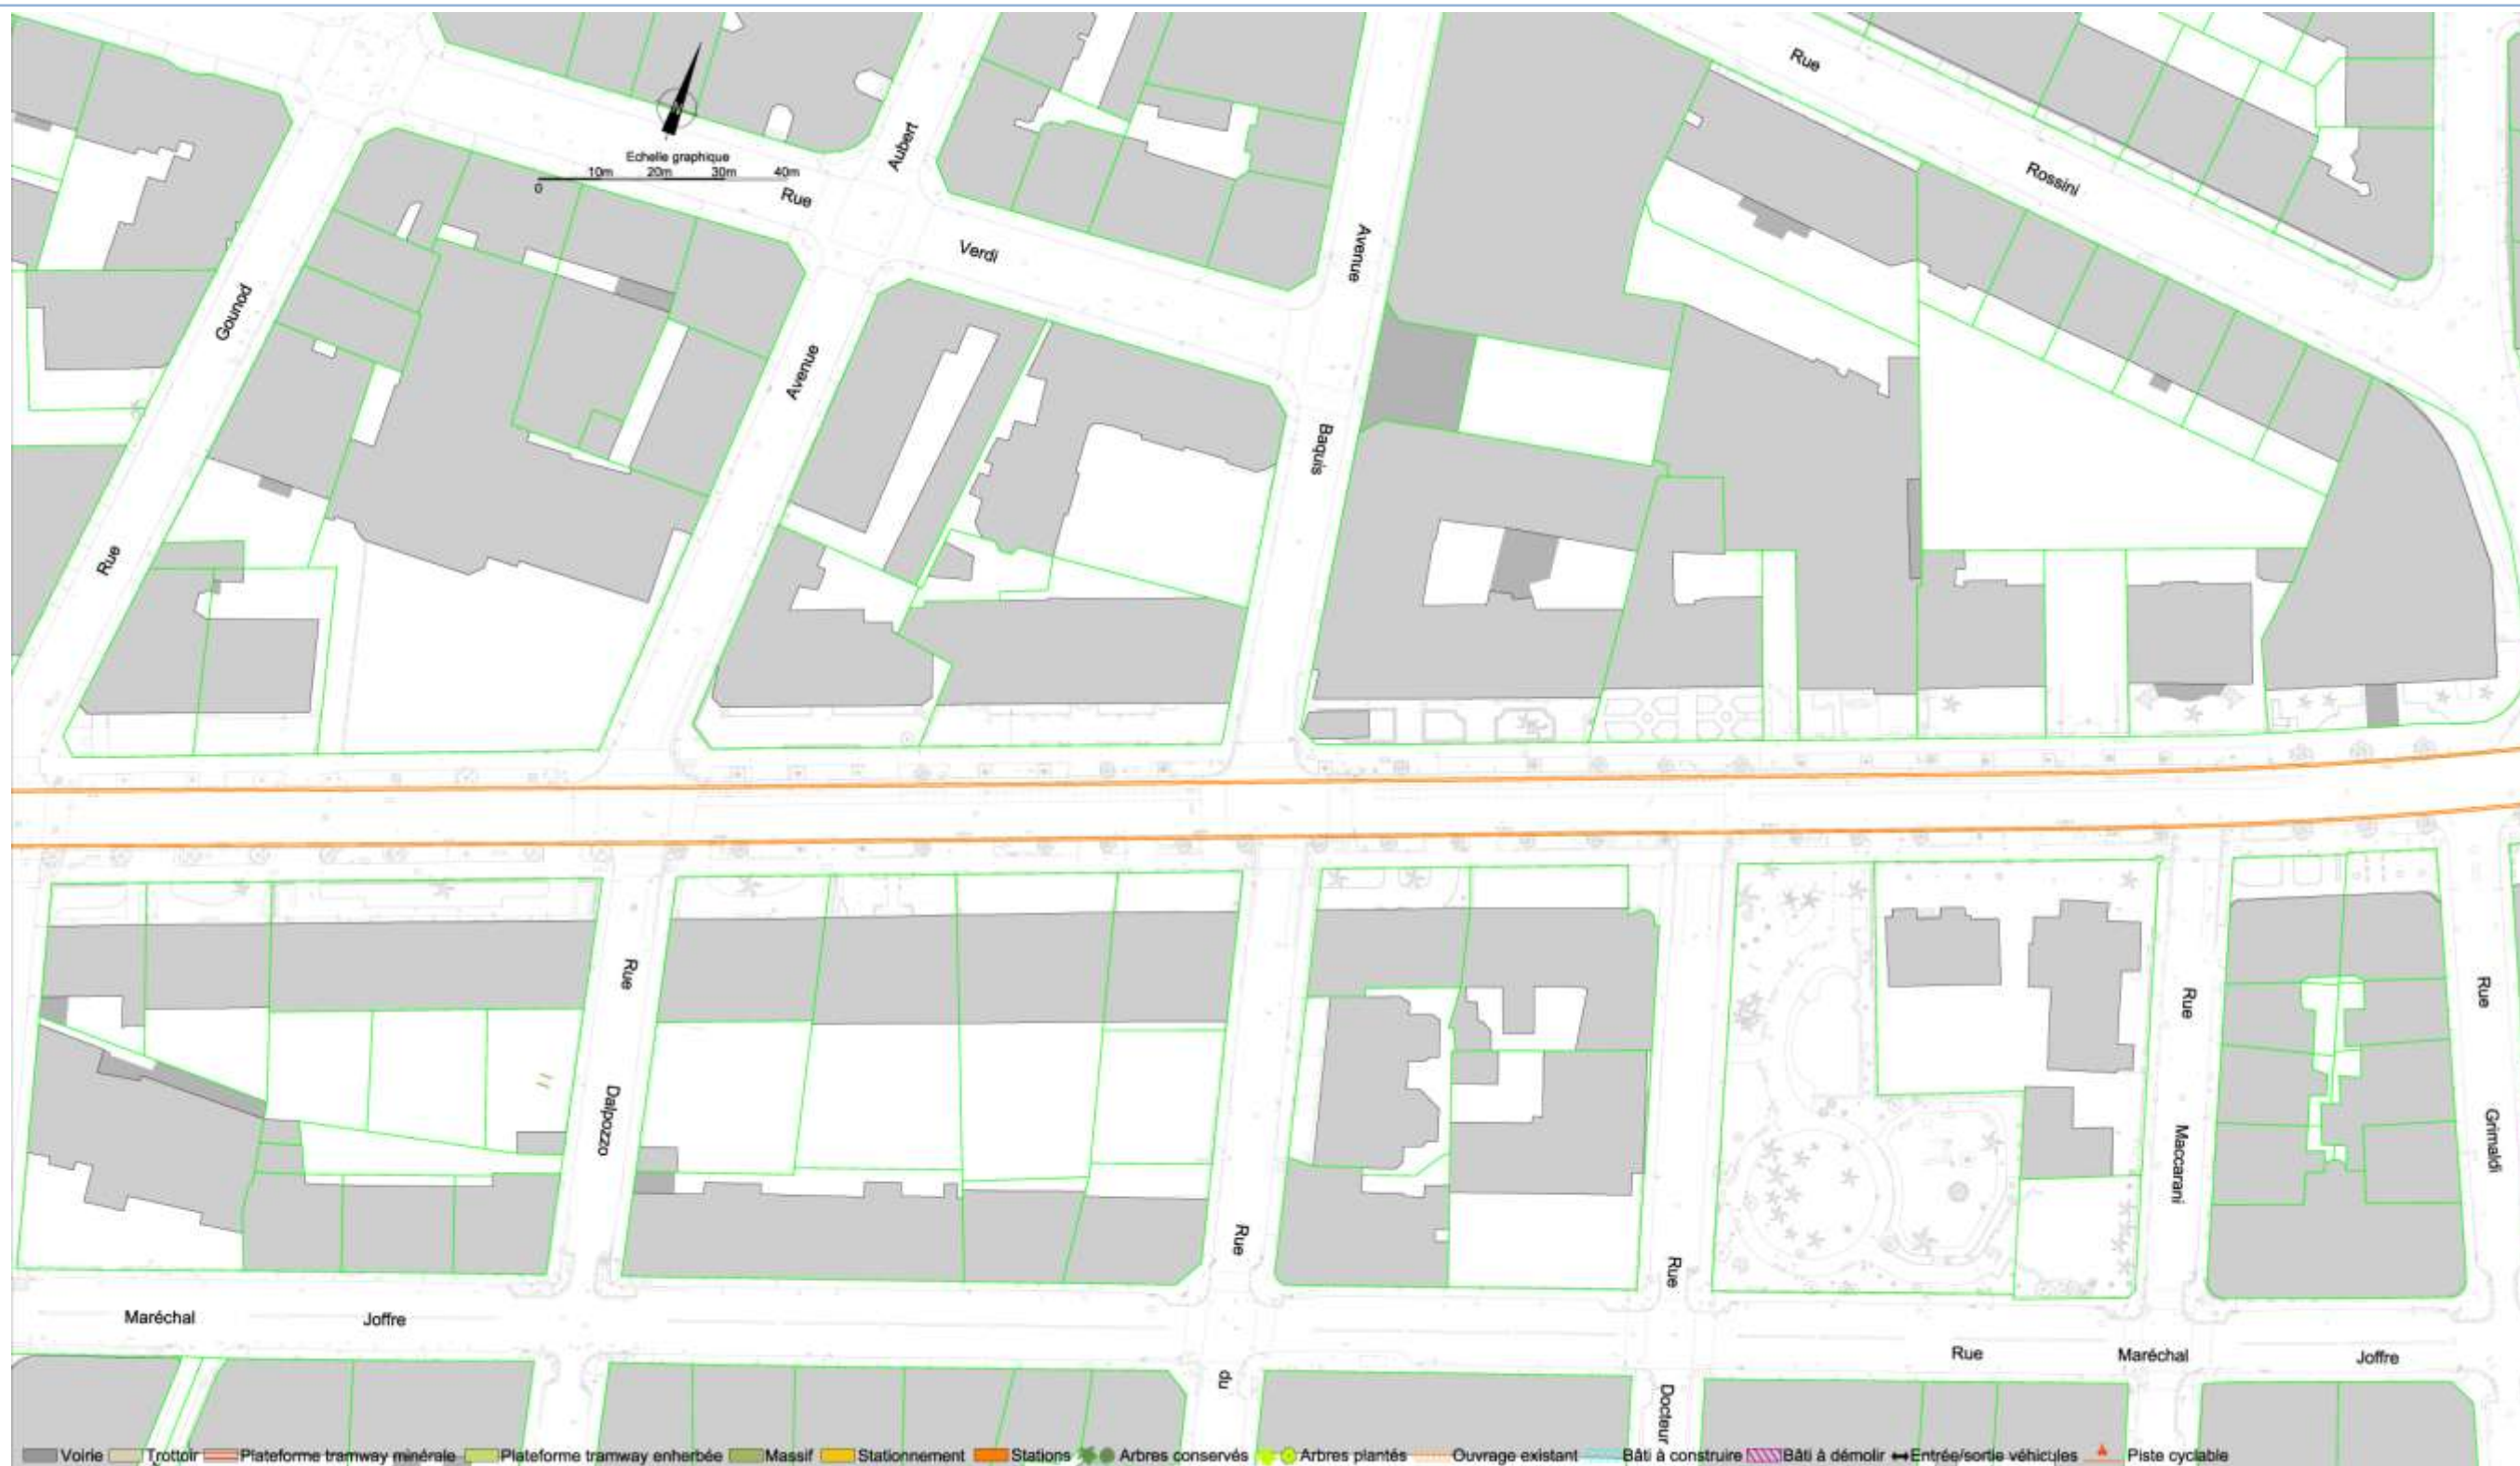 Rue
Rossini
Aubert
Echelle graphique
0 10m 20m 30m 40m
Rue
Verdi
Avenue
Baquis
Gounod
Rue
Avenue
Rue
Dalpozzo
Rue
du
Rue
Docteur
Rue
Maccarani
Rue
Grimaldi
Maréchal Joffre
Rue Maréchal Joffre
Voirie Trottoir Plateforme tramway minérale Plateforme tramway enherbée Massif Stationnement Stations Arbres conservés Arbres plantés Ouvrage existant Bâti à construire Bâti à démolir Entrée/sortie véhicules Piste cyclable